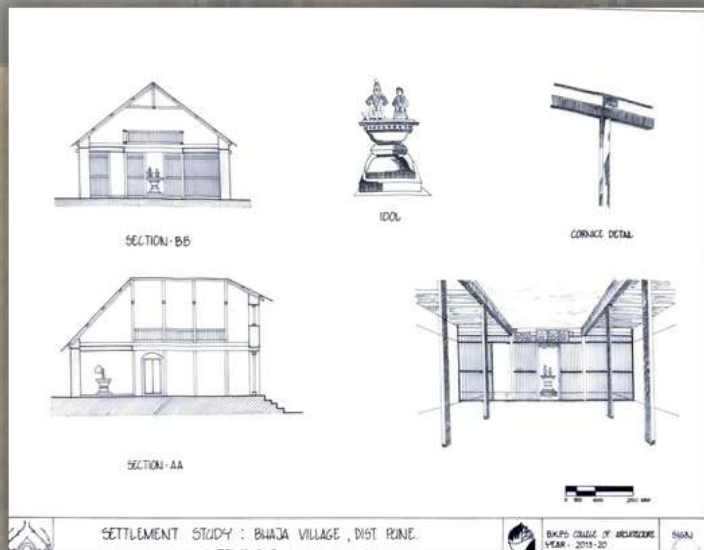 SECTION-BB
IDOL
CORNICE DETAIL
SECTION-AA
SETTLEMENT STUDY : BHAJA VILLAGE , DIST. PUNE.
BKPS COLLEGE OF ARCHITECTURE
YEAR - 2019-20
SIGN